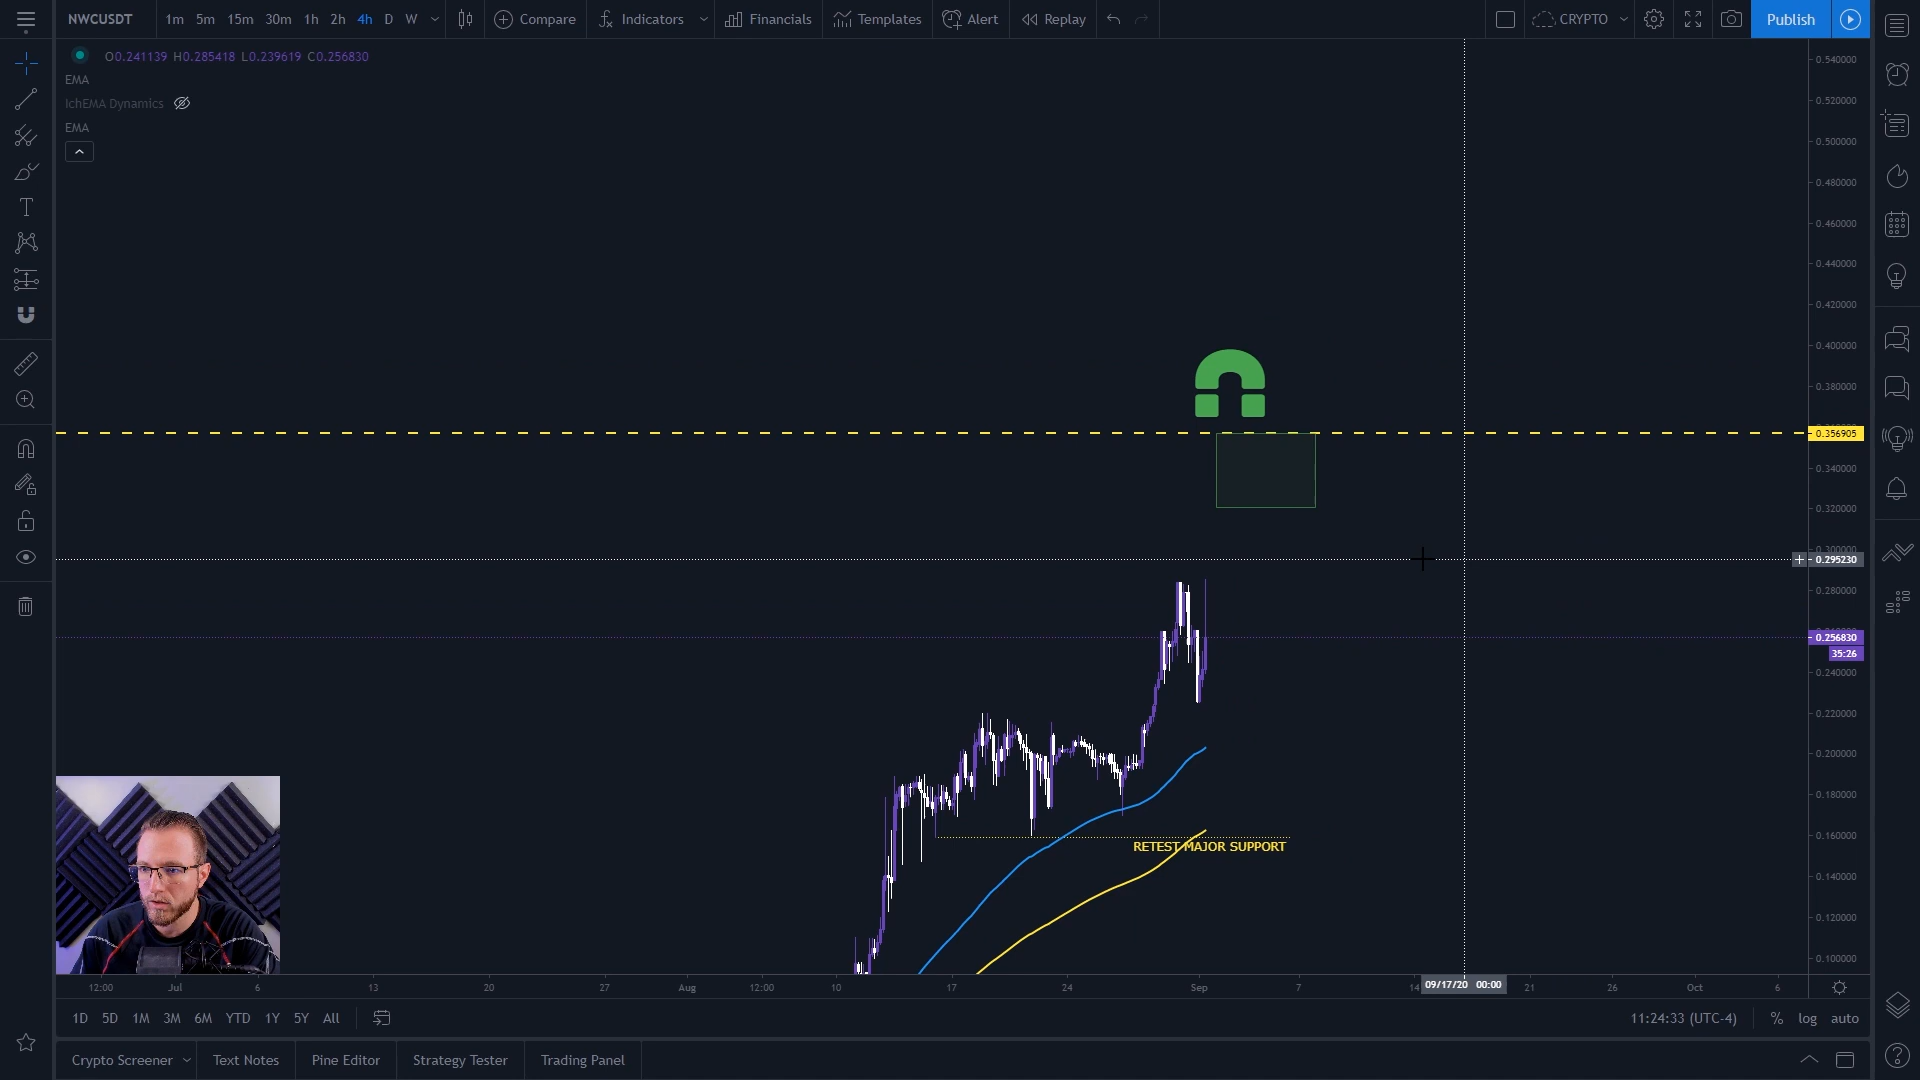 NWCUSDT 1m 5m 15m 30m 1h 2h 4h D W Compare Indicators Financials Templates Alert Replay CRYPTO Publish
O0.241139 H0.285418 L0.239619 C0.256830
EMA
IchEMA Dynamics
EMA
0.540000
0.520000
0.500000
0.480000
0.460000
0.440000
0.420000
0.400000
0.380000
0.356905
0.340000
0.320000
0.295230
0.280000
0.256830
35:26
0.240000
0.220000
0.200000
0.180000
0.160000
RETEST MAJOR SUPPORT
0.140000
0.120000
0.100000
12:00 Jul 6 13 20 27 Aug 12:00 10 17 24 Sep 7 14 09/17/20 00:00 21 26 Oct 6
1D 5D 1M 3M 6M YTD 1Y 5Y All 11:24:33 (UTC-4) % log auto
Crypto Screener Text Notes Pine Editor Strategy Tester Trading Panel